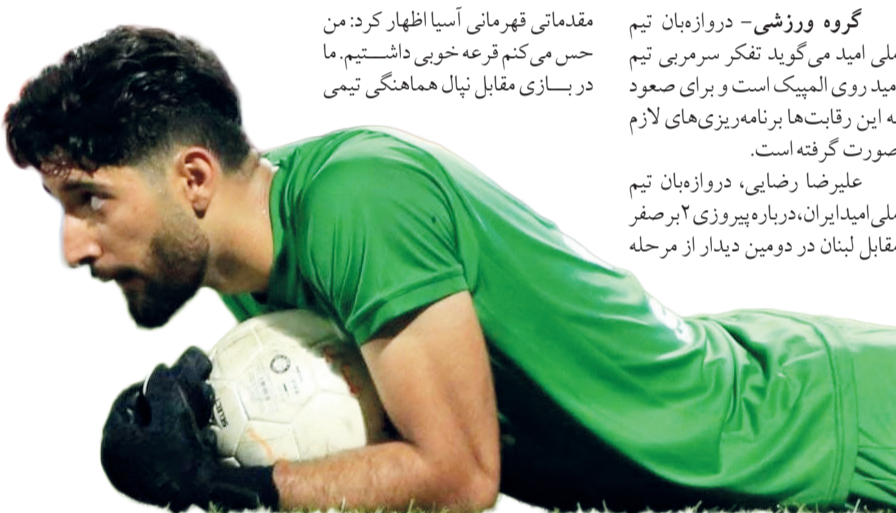 گروه ورزشی- دروازه‌بان تیم
ملی امید می‌گوید تفکر سرمربی تیم
امید روی المپیک است و برای صعود
به این رقابت‌ها برنامه‌ریزی‌های لازم
صورت گرفته است.
علیرضا رضایی، دروازه‌بان تیم
ملی امید ایران، درباره پیروزی ۲ بر صفر
مقابل لبنان در دومین دیدار از مرحله
مقدماتی قهرمانی آسیا اظهار کرد: من
حس می‌کنم قرعه خوبی داشتیم. ما
در بازی مقابل نپال هماهنگی تیمی
SELECT